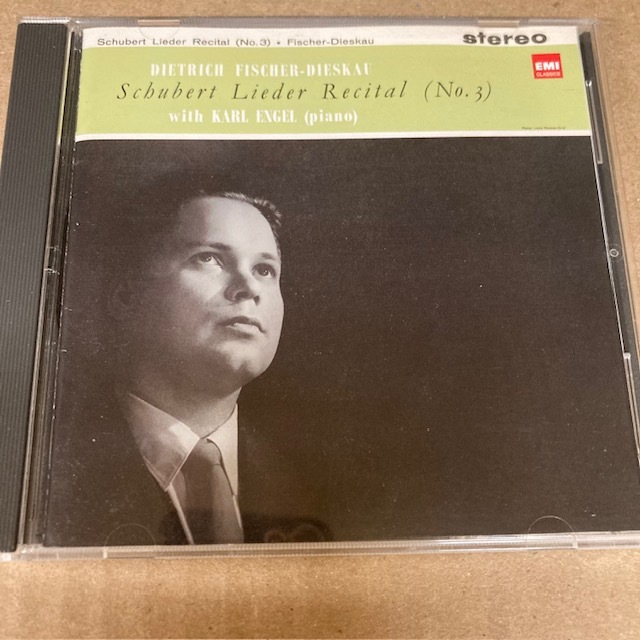 Schubert Lieder Recital (No. 3) • Fischer-Dieskau
stereo
DIETRICH FISCHER-DIESKAU
Schubert Lieder Recital (No. 3)
with KARL ENGEL (piano)
EMI
CLASSICS